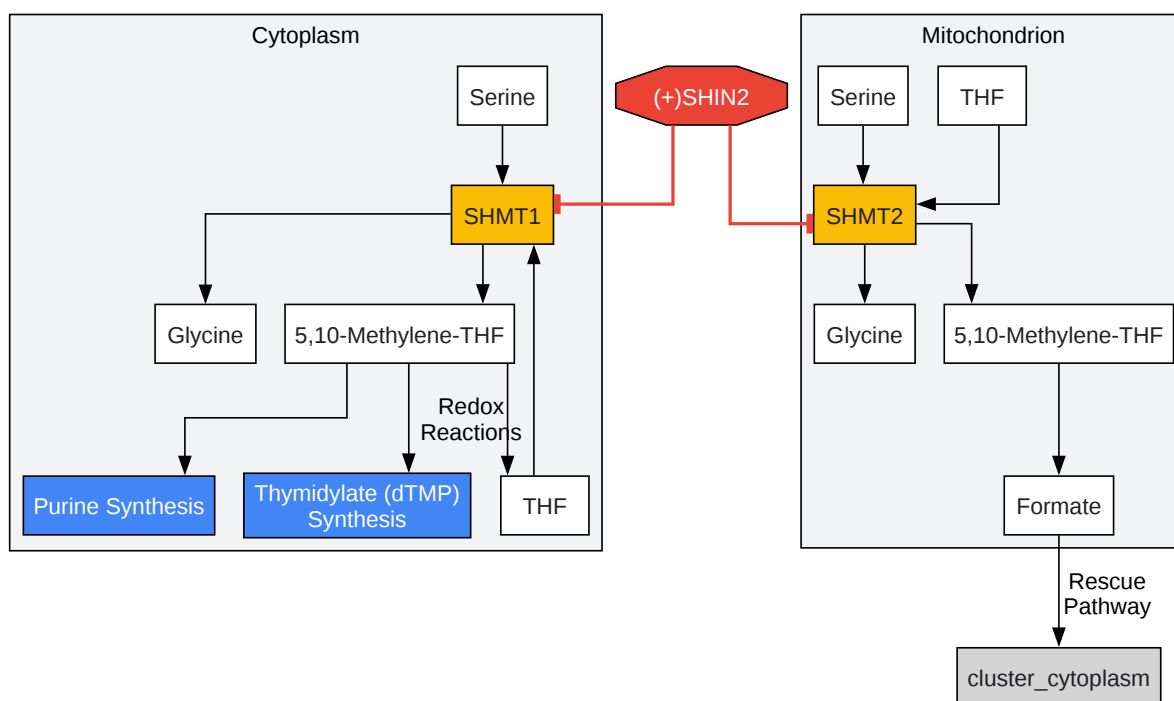 Cytoplasm
Mitochondrion
Serine
(+)SHIN2
Serine
THF
SHMT1
SHMT2
Glycine
5,10-Methylene-THF
Glycine
5,10-Methylene-THF
Redox
Reactions
Purine Synthesis
Thymidylate (dTMP)
Synthesis
THF
Formate
Rescue
Pathway
cluster_cytoplasm